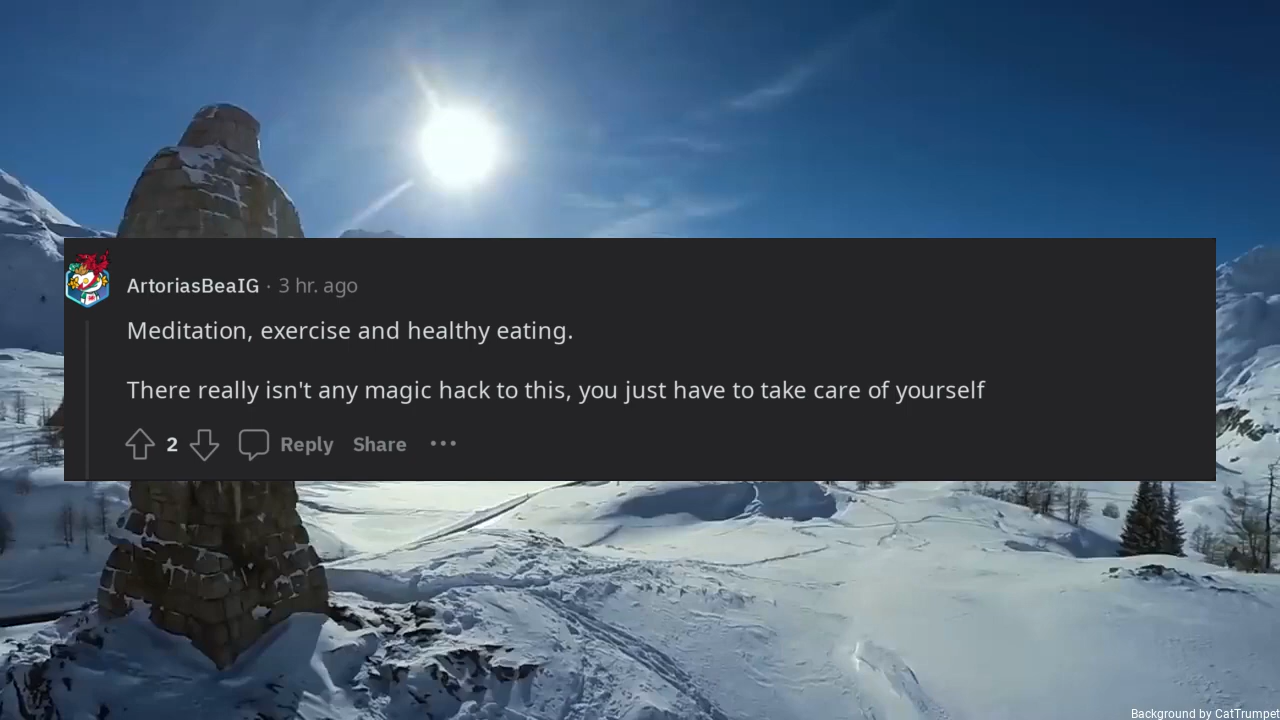 ArtoriasBeaIG · 3 hr. ago
Meditation, exercise and healthy eating.
There really isn't any magic hack to this, you just have to take care of yourself
2 Reply Share ···
Background by CatTrumpet